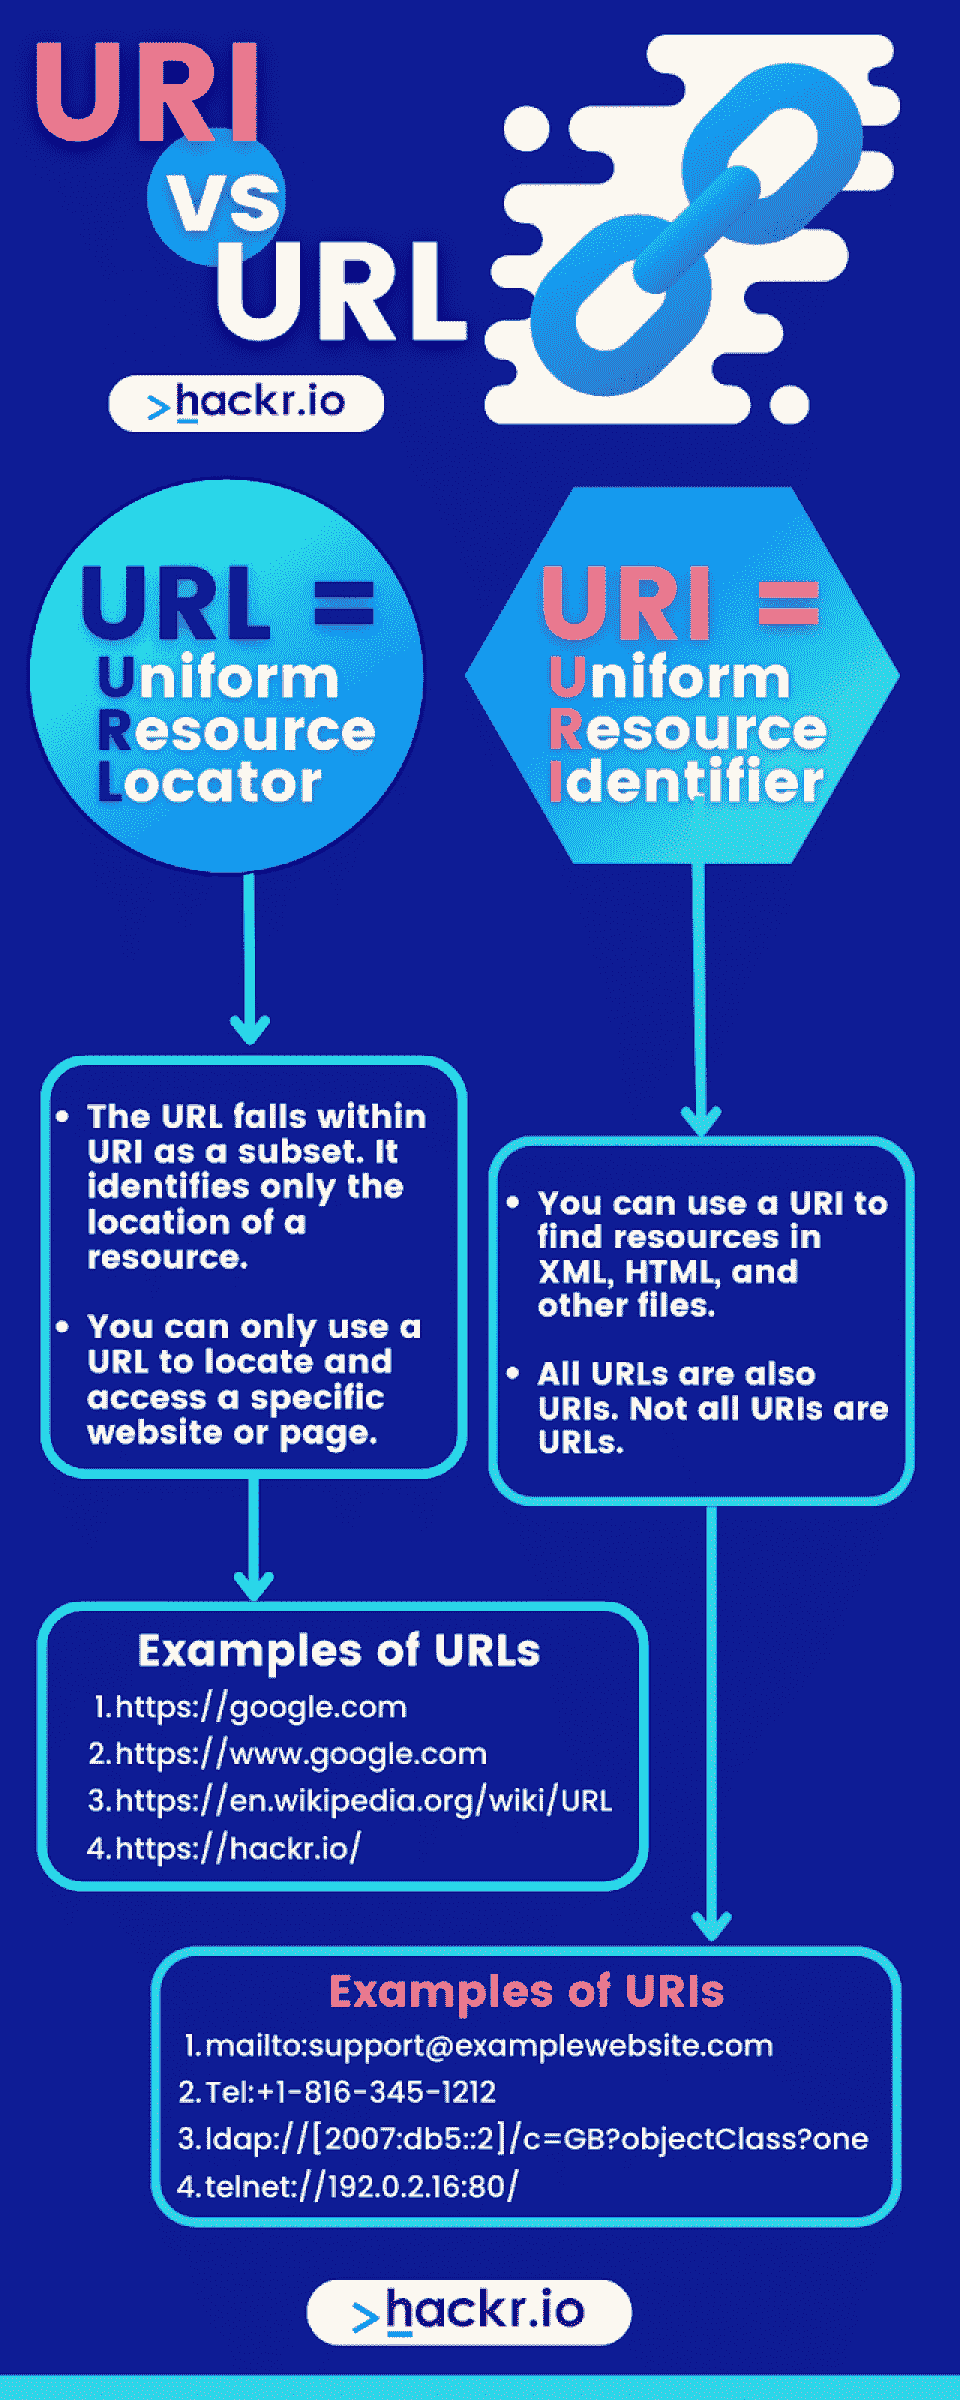 URI
vs
URL
>hackr.io
URL =
Uniform
Resource
Locator
URI =
Uniform
Resource
Identifier
• The URL falls within
URI as a subset. It
identifies only the
location of a
resource.
• You can only use a
URL to locate and
access a specific
website or page.
• You can use a URI to
find resources in
XML, HTML, and
other files.
• All URLs are also
URIs. Not all URIs are
URLs.
Examples of URLs
1. https://google.com
2. https://www.google.com
3. https://en.wikipedia.org/wiki/URL
4. https://hackr.io/
Examples of URIs
1. mailto:support@examplewebsite.com
2. Tel:+1-816-345-1212
3. ldap://[2007:db5::2]/c=GB?objectClass?one
4. telnet://192.0.2.16:80/
>hackr.io